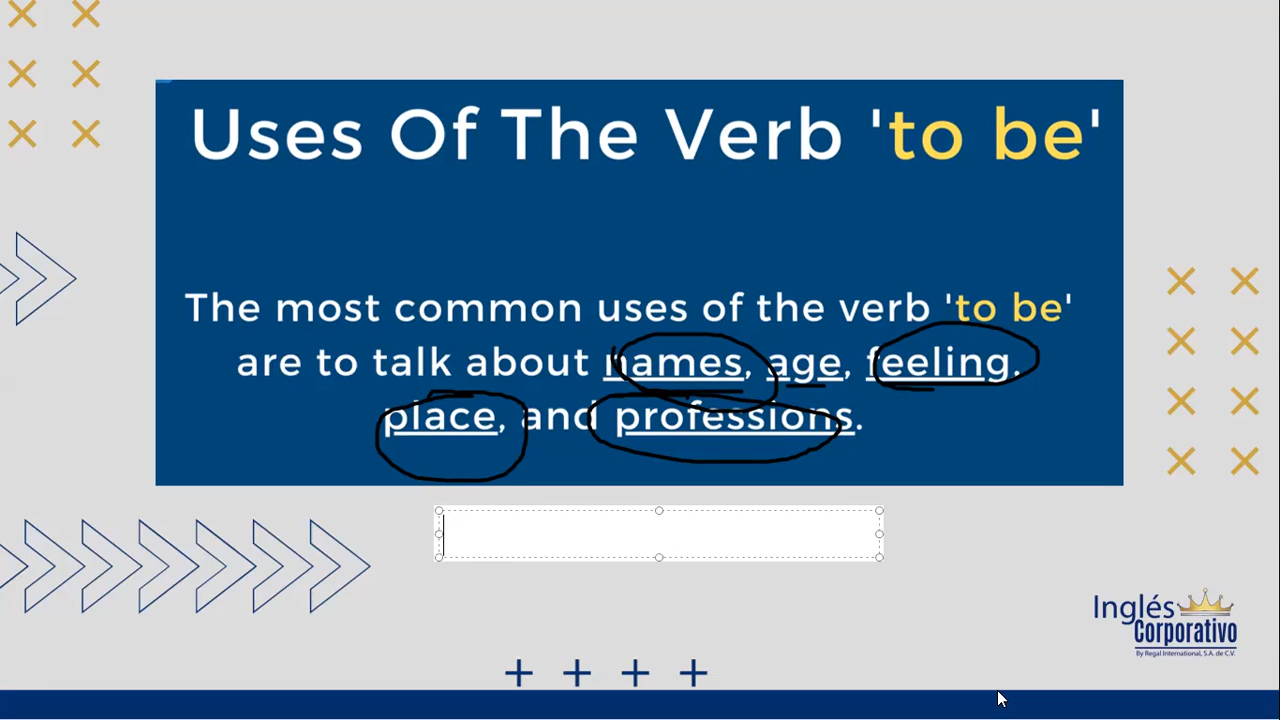 Uses Of The Verb 'to be'
The most common uses of the verb 'to be'
are to talk about names, age, feeling.
place, and professions.
Inglés
Corporativo
By Regal International, S.A. de C.V.